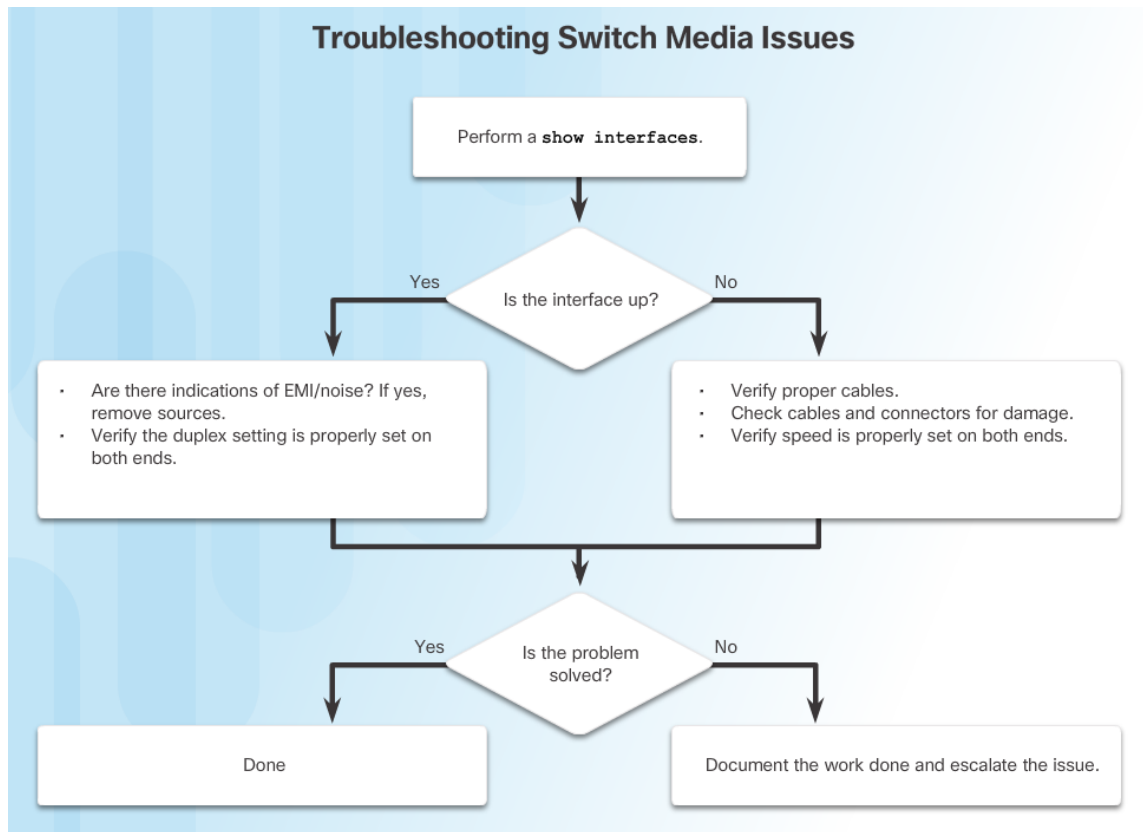 Troubleshooting Switch Media Issues
Perform a show interfaces.
Is the interface up?
Yes
No
· Are there indications of EMI/noise? If yes,
remove sources.
· Verify the duplex setting is properly set on
both ends.
· Verify proper cables.
· Check cables and connectors for damage.
· Verify speed is properly set on both ends.
Is the problem
solved?
Yes
No
Done
Document the work done and escalate the issue.